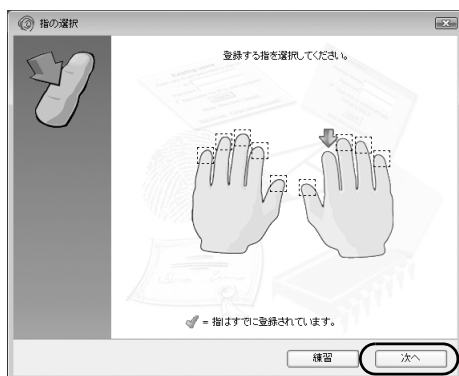 指の選択
登録する指を選択してください。
= 指はすでに登録されています。
練習
次へ